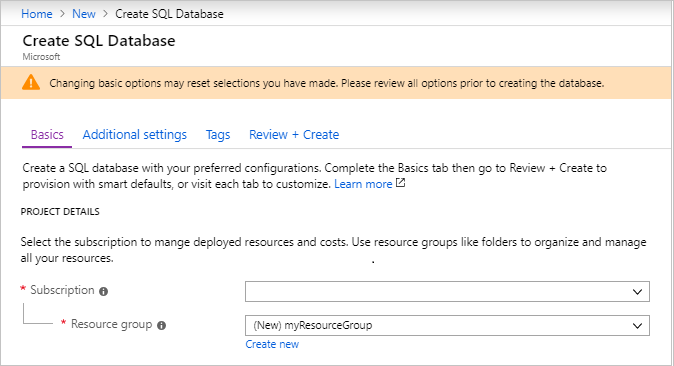 Home > New > Create SQL Database
Create SQL Database
Microsoft
Changing basic options may reset selections you have made. Please review all options prior to creating the database.
Basics Additional settings Tags Review + Create
Create a SQL database with your preferred configurations. Complete the Basics tab then go to Review + Create to
provision with smart defaults, or visit each tab to customize. Learn more
PROJECT DETAILS
Select the subscription to mange deployed resources and costs. Use resource groups like folders to organize and manage
all your resources.
* Subscription
* Resource group (New) myResourceGroup
Create new